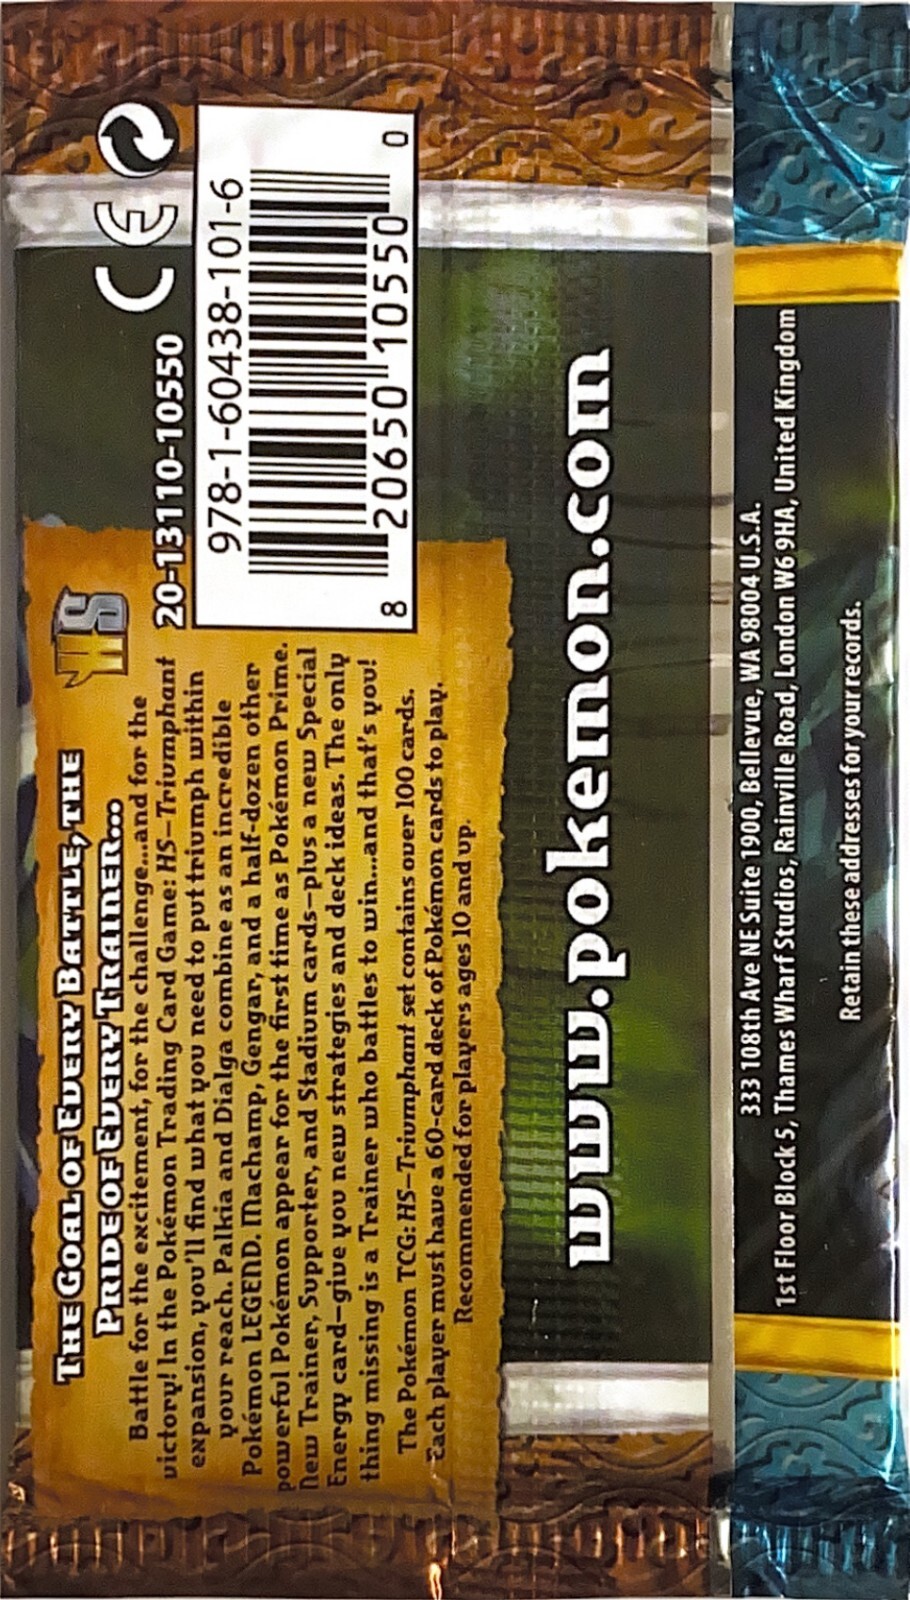 THE GOAL OF EVERY BATTLE, THE
PRIDE OF EVERY TRAINER...
HS
Battle for the excitement, for the challenge...and for the
victory! In the Pokémon Trading Card Game: HS–Triumphant
expansion, you'll find what you need to put triumph within
your reach. Palkia and Dialga combine as an incredible
Pokémon LEGEND. Machamp, Gengar, and a half-dozen other
powerful Pokémon appear for the first time as Pokémon Prime.
New Trainer, Supporter, and Stadium cards–plus a new Special
Energy card–give you new strategies and deck ideas. The only
thing missing is a Trainer who battles to win...and that's you!
The Pokémon TCG: HS–Triumphant set contains over 100 cards.
Each player must have a 60-card deck of Pokémon cards to play.
Recommended for players ages 10 and up.
CE
20-13110-10550
978-1-60438-101-6
8 20650 10550 0
www.pokemon.com
333 108th Ave NE Suite 1900, Bellevue, WA 98004 U.S.A.
1st Floor Block 5, Thames Wharf Studios, Rainville Road, London W6 9HA, United Kingdom
Retain these addresses for your records.